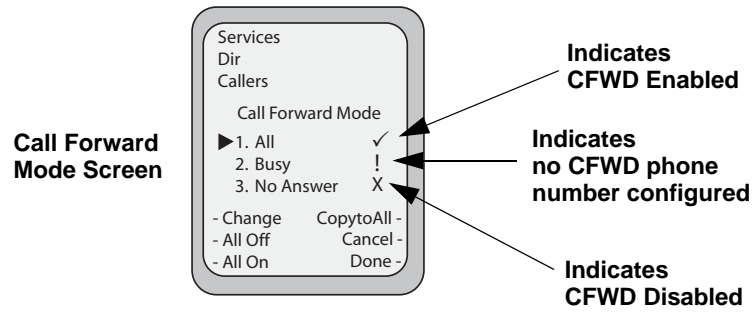 Call Forward
Mode Screen
Services
Dir
Callers
Call Forward Mode
1. All ✓
2. Busy !
3. No Answer X
- Change CopytoAll -
- All Off Cancel -
- All On Done -
Indicates
CFWD Enabled
Indicates
no CFWD phone
number configured
Indicates
CFWD Disabled